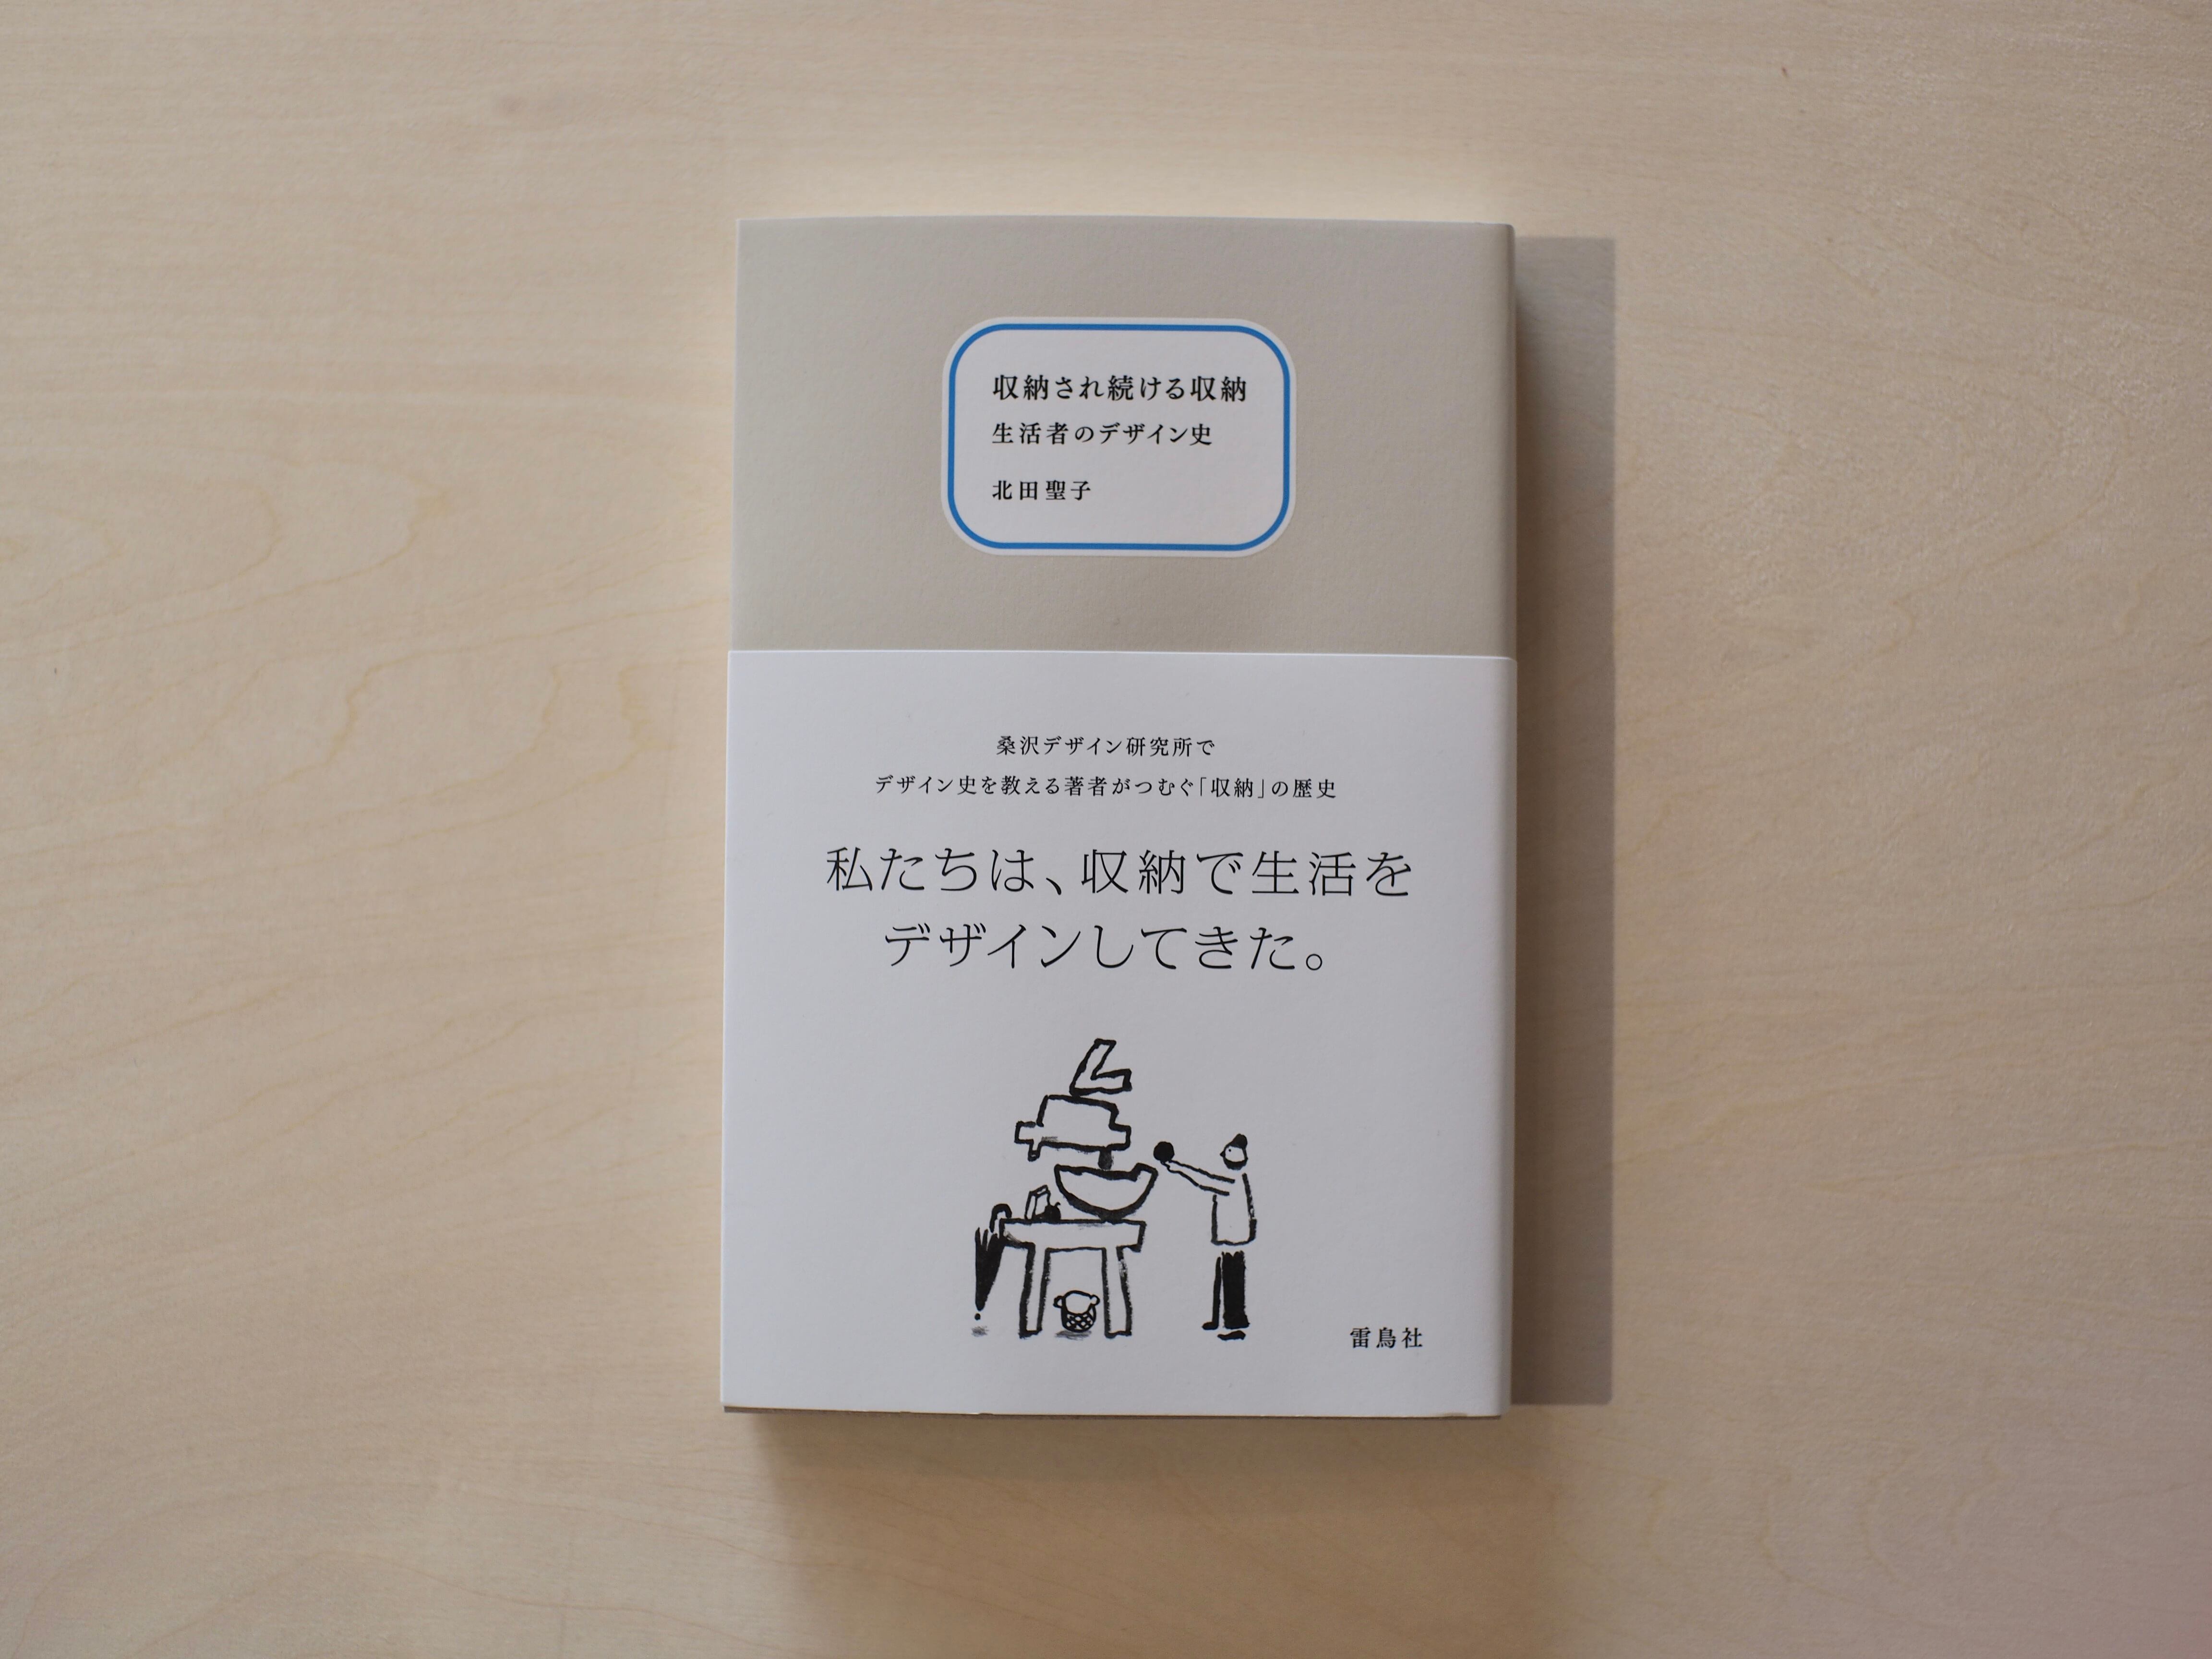 収納され続ける収納
生活者のデザイン史
北田聖子
桑沢デザイン研究所で
デザイン史を教える著者がつむぐ「収納」の歴史
私たちは、収納で生活を
デザインしてきた。
雷鳥社